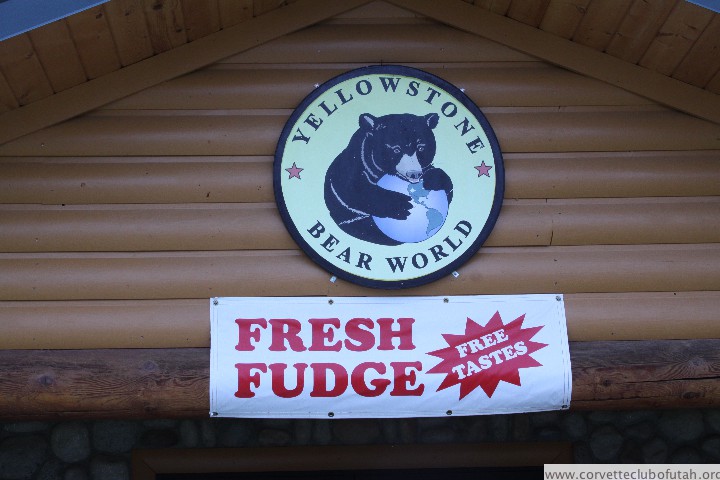 YELLOWSTONE
BEAR WORLD
FRESH
FUDGE
FREE
TASTES
www.corvetteclubofutah.org